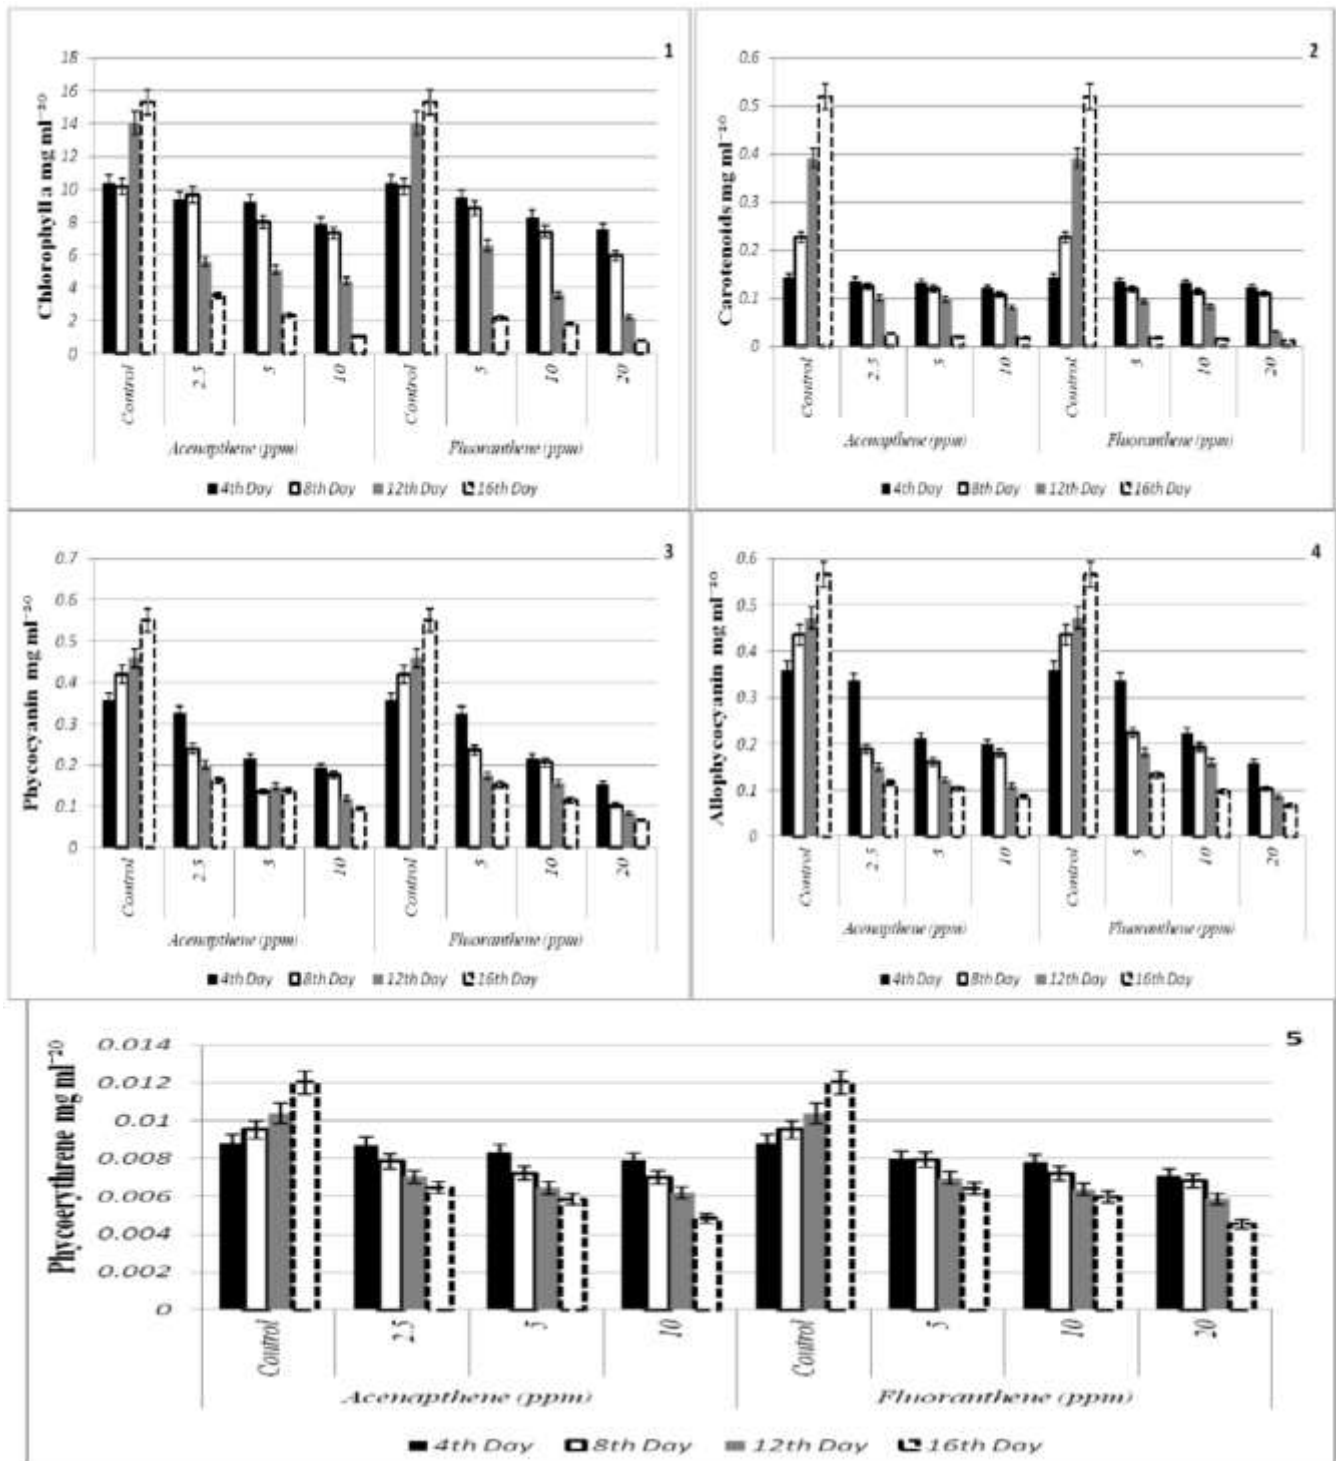 1
Chlorophyll a mg ml⁻²⁰
18
16
14
12
10
8
6
4
2
0
Control 2.5 5 10 Control 5 10 20
Acenapthene (ppm) Fluoranthene (ppm)
4th Day 8th Day 12th Day 16th Day
2
Carotenoids mg ml⁻²⁰
0.6
0.5
0.4
0.3
0.2
0.1
0
Control 2.5 5 10 Control 5 10 20
Acenapthene (ppm) Fluoranthene (ppm)
4th Day 8th Day 12th Day 16th Day
3
Phycocyanin mg ml⁻²⁰
0.7
0.6
0.5
0.4
0.3
0.2
0.1
0
Control 2.5 5 10 Control 5 10 20
Acenapthene (ppm) Fluoranthene (ppm)
4th Day 8th Day 12th Day 16th Day
4
Allophycocyanin mg ml⁻²⁰
0.6
0.5
0.4
0.3
0.2
0.1
0
Control 2.5 5 10 Control 5 10 20
Acenapthene (ppm) Fluoranthene (ppm)
4th Day 8th Day 12th Day 16th Day
5
Phycoerythrene mg ml⁻²⁰
0.014
0.012
0.01
0.008
0.006
0.004
0.002
0
Control 2.5 5 10 Control 5 10 20
Acenapthene (ppm) Fluoranthene (ppm)
4th Day 8th Day 12th Day 16th Day